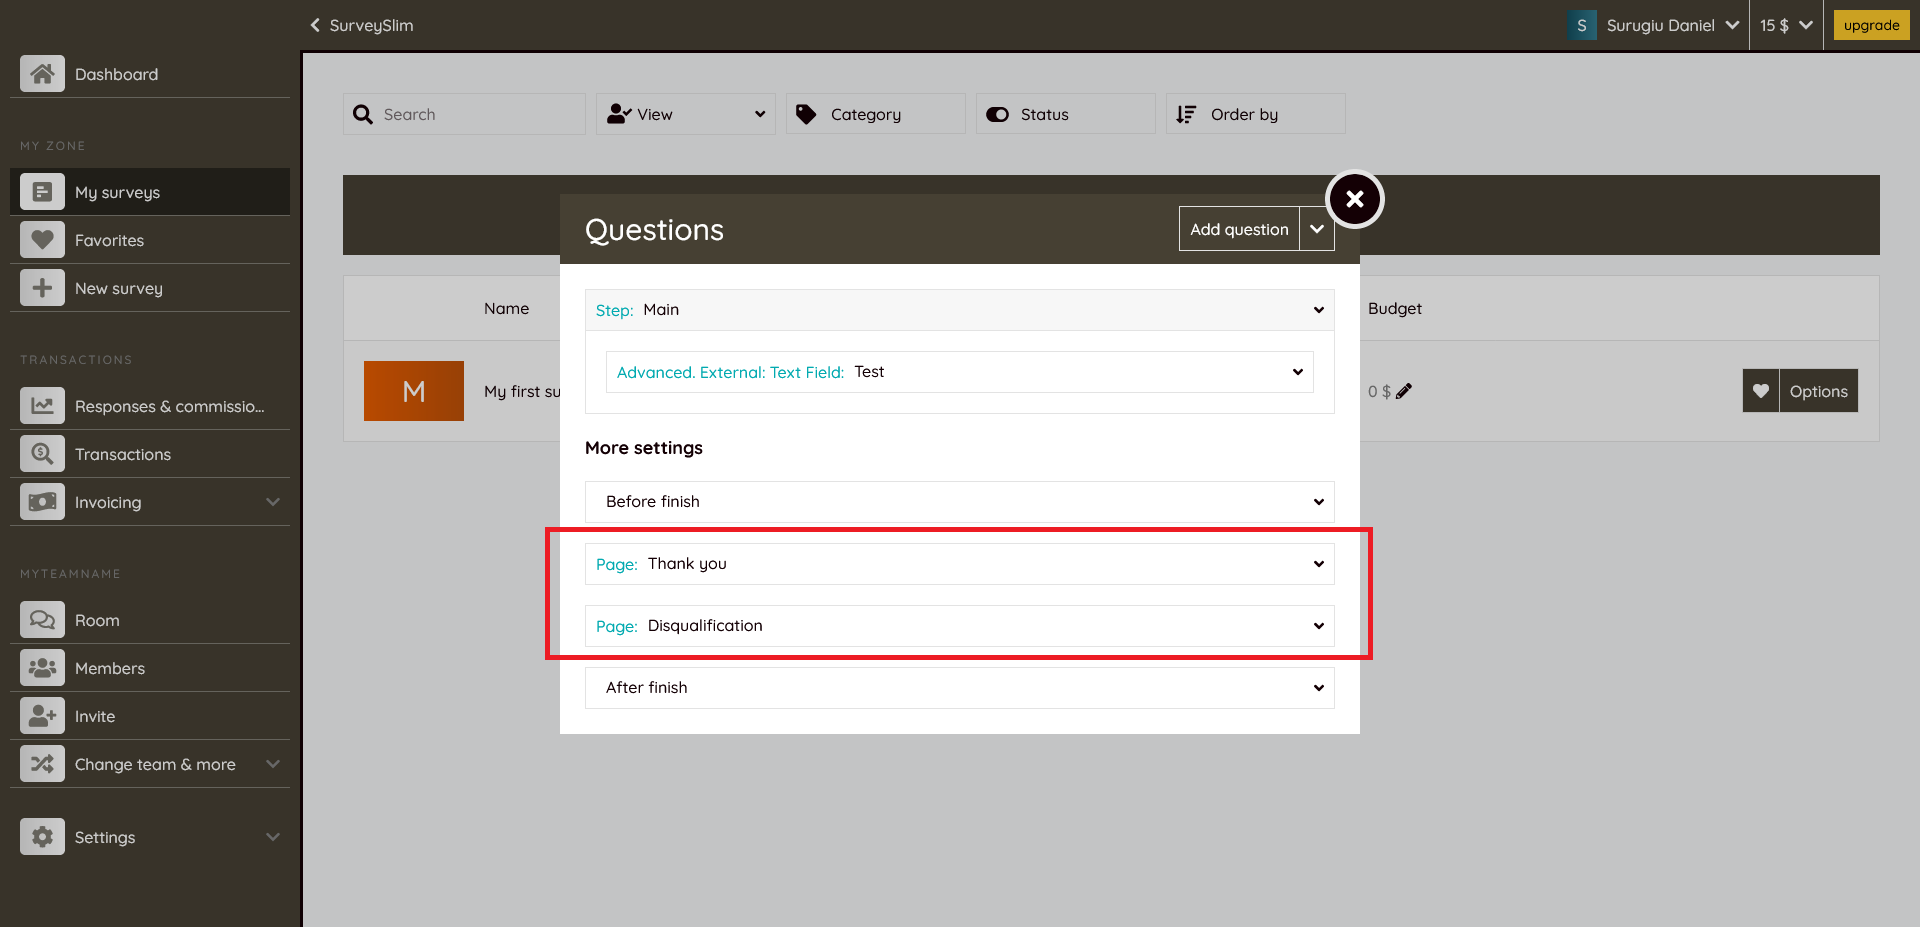 SurveySlim
S Surugiu Daniel 15 $ upgrade
Dashboard
MY ZONE
My surveys
Favorites
New survey
TRANSACTIONS
Responses & commissio...
Transactions
Invoicing
MYTEAMNAME
Room
Members
Invite
Change team & more
Settings
Search View Category Status Order by
Questions Add question
Name Budget
M My first su 0 $ Options
Step: Main
Advanced. External: Text Field: Test
More settings
Before finish
Page: Thank you
Page: Disqualification
After finish